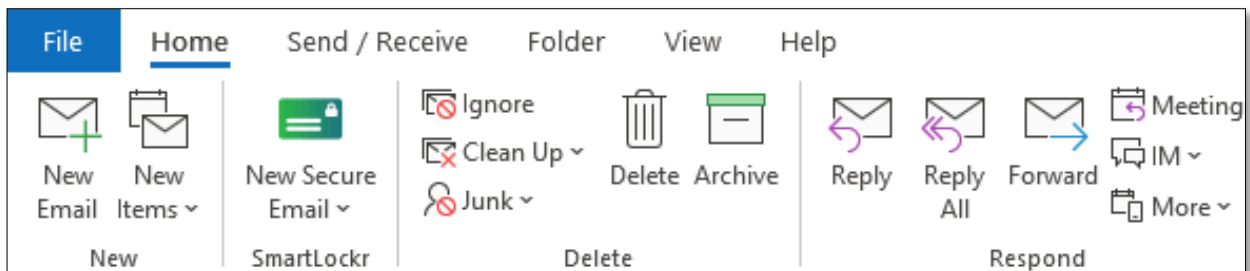 File Home Send / Receive Folder View Help
New Email
New Items
New
New Secure Email
SmartLockr
Ignore
Clean Up
Junk
Delete
Archive
Delete
Reply
Reply All
Forward
Meeting
IM
More
Respond